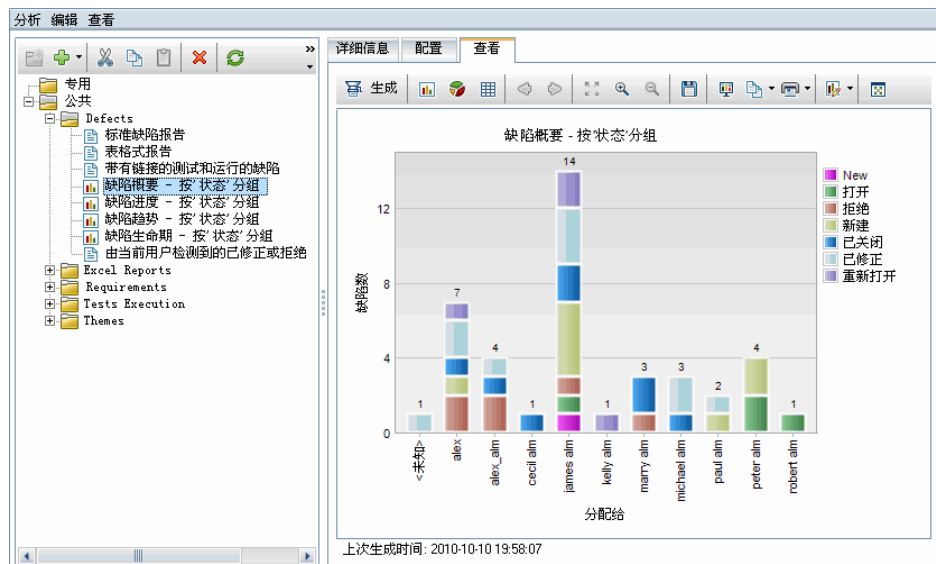 分析 编辑 查看
专用
公共
Defects
标准缺陷报告
表格式报告
带有链接的测试和运行的缺陷
缺陷概要 - 按'状态'分组
缺陷进度 - 按'状态'分组
缺陷趋势 - 按'状态'分组
缺陷生命期 - 按'状态'分组
由当前用户检测到的已修正或拒绝
Excel Reports
Requirements
Tests Execution
Themes
详细信息 配置 查看
生成
缺陷概要 - 按'状态'分组
14
12
8
7
4
4
4
3
3
2
1
1
1
1
0
缺陷数
<未知>
alex
alex_alm
cecil alm
james alm
kelly alm
marry alm
michael alm
paul alm
peter alm
robert alm
分配给
New
打开
拒绝
新建
已关闭
已修正
重新打开
上次生成时间: 2010-10-10 19:58:07